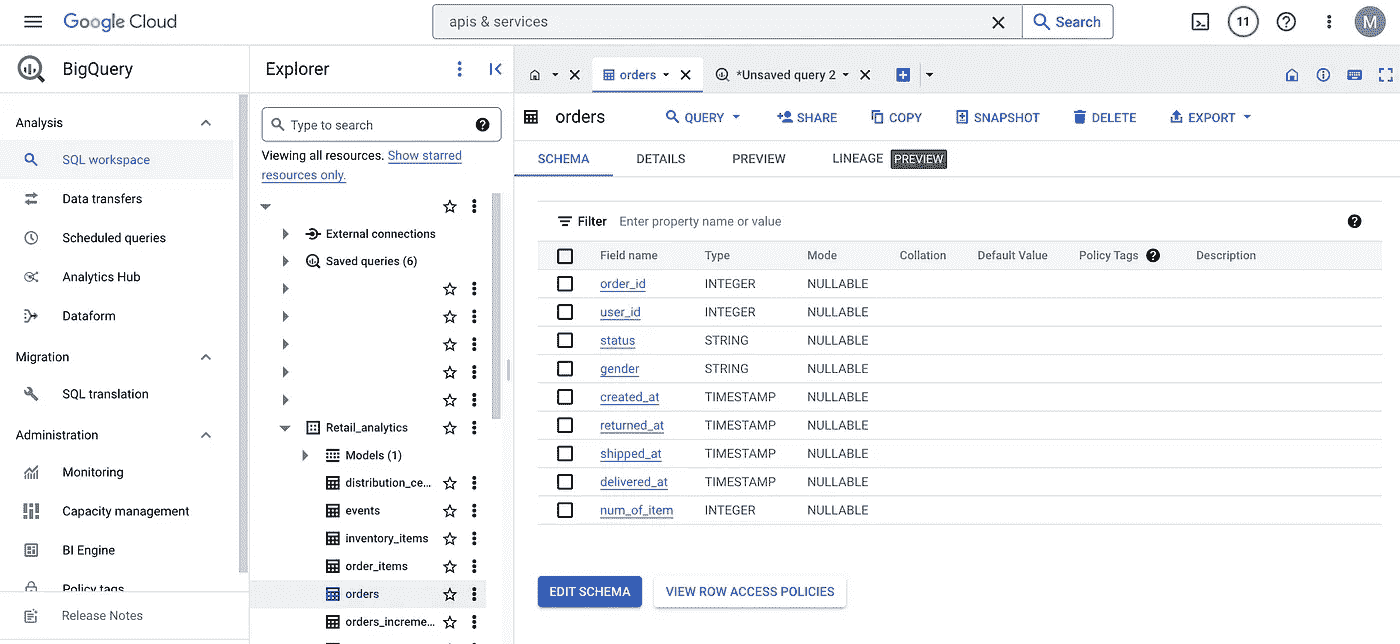 Google Cloud
apis & services
Search
11
M
BigQuery
Analysis
SQL workspace
Data transfers
Scheduled queries
Analytics Hub
Dataform
Migration
SQL translation
Administration
Monitoring
Capacity management
BI Engine
Policy tags
Release Notes
Explorer
Type to search
Viewing all resources. Show starred
resources only.
External connections
Saved queries (6)
Retail_analytics
Models (1)
distribution_ce...
events
inventory_items
order_items
orders
orders_increme...
orders
*Unsaved query 2
orders
QUERY
SHARE
COPY
SNAPSHOT
DELETE
EXPORT
SCHEMA DETAILS PREVIEW LINEAGE PREVIEW
Filter Enter property name or value
Field name Type Mode Collation Default Value Policy Tags Description
order_id INTEGER NULLABLE
user_id INTEGER NULLABLE
status STRING NULLABLE
gender STRING NULLABLE
created_at TIMESTAMP NULLABLE
returned_at TIMESTAMP NULLABLE
shipped_at TIMESTAMP NULLABLE
delivered_at TIMESTAMP NULLABLE
num_of_item INTEGER NULLABLE
EDIT SCHEMA
VIEW ROW ACCESS POLICIES